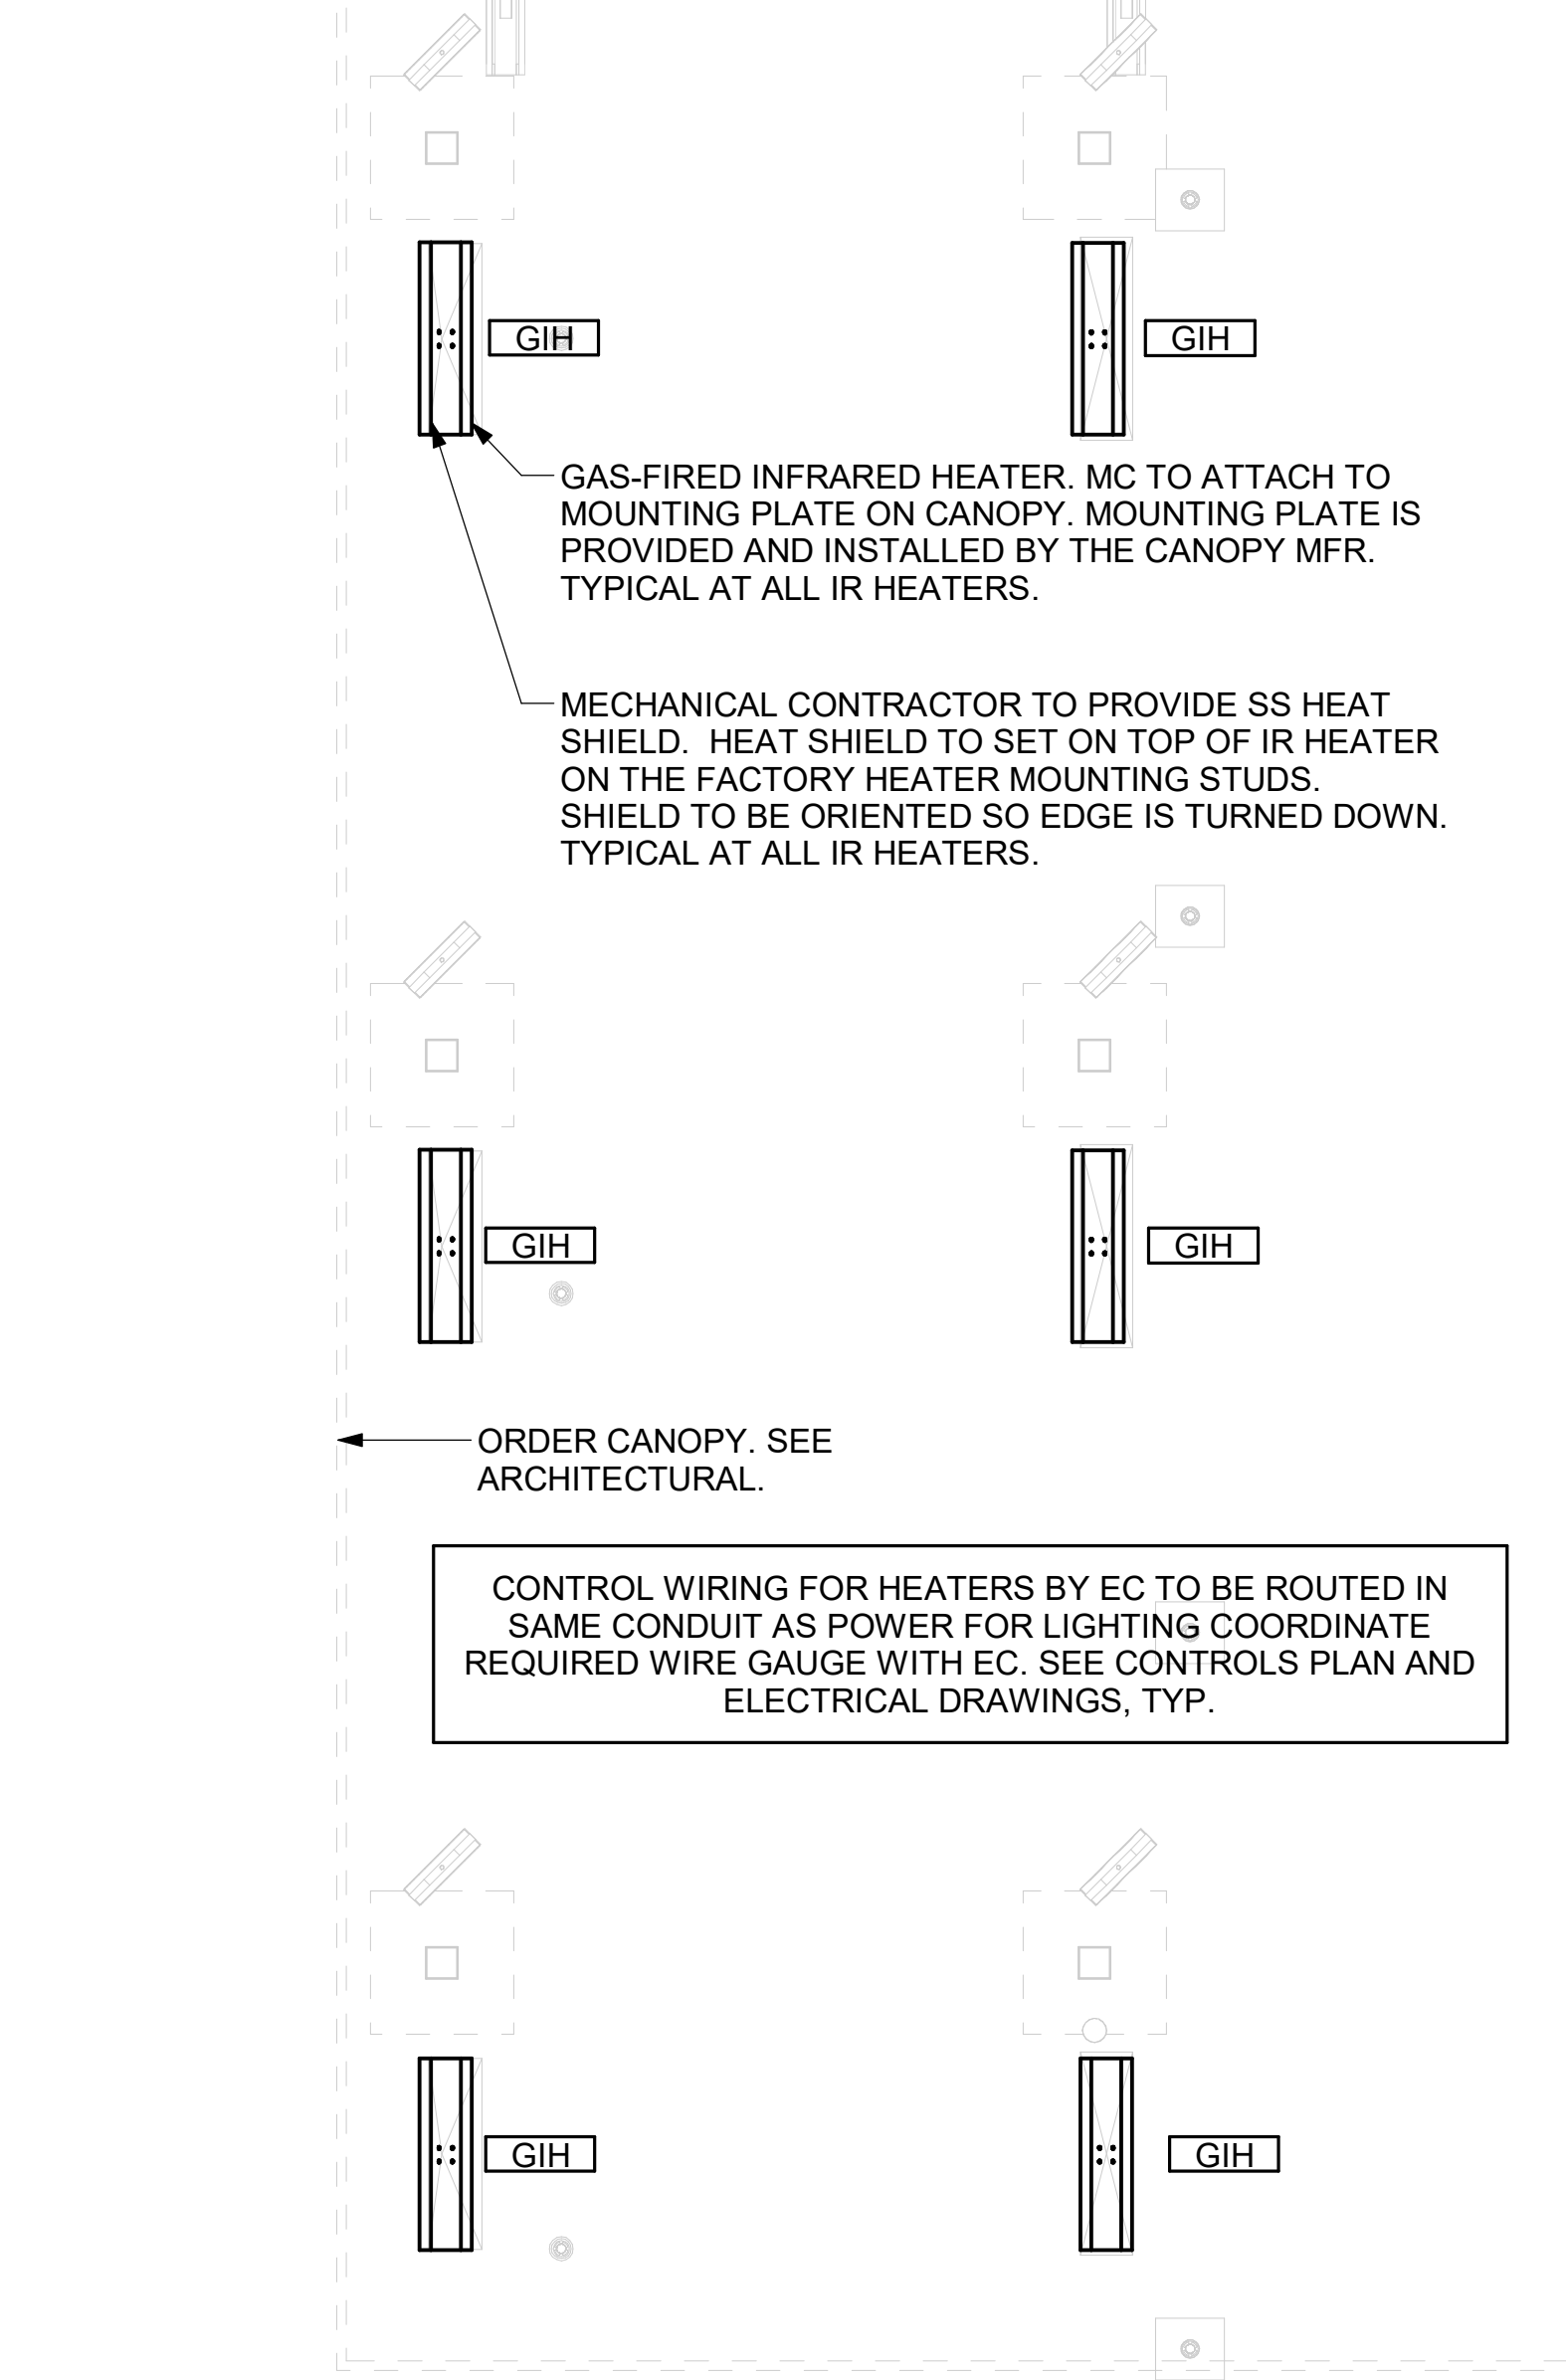 GIH
GIH
GAS-FIRED INFRARED HEATER. MC TO ATTACH TO
MOUNTING PLATE ON CANOPY. MOUNTING PLATE IS
PROVIDED AND INSTALLED BY THE CANOPY MFR.
TYPICAL AT ALL IR HEATERS.
MECHANICAL CONTRACTOR TO PROVIDE SS HEAT
SHIELD.  HEAT SHIELD TO SET ON TOP OF IR HEATER
ON THE FACTORY HEATER MOUNTING STUDS.
SHIELD TO BE ORIENTED SO EDGE IS TURNED DOWN.
TYPICAL AT ALL IR HEATERS.
GIH
GIH
ORDER CANOPY. SEE
ARCHITECTURAL.
CONTROL WIRING FOR HEATERS BY EC TO BE ROUTED IN
SAME CONDUIT AS POWER FOR LIGHTING COORDINATE
REQUIRED WIRE GAUGE WITH EC. SEE CONTROLS PLAN AND
ELECTRICAL DRAWINGS, TYP.
GIH
GIH